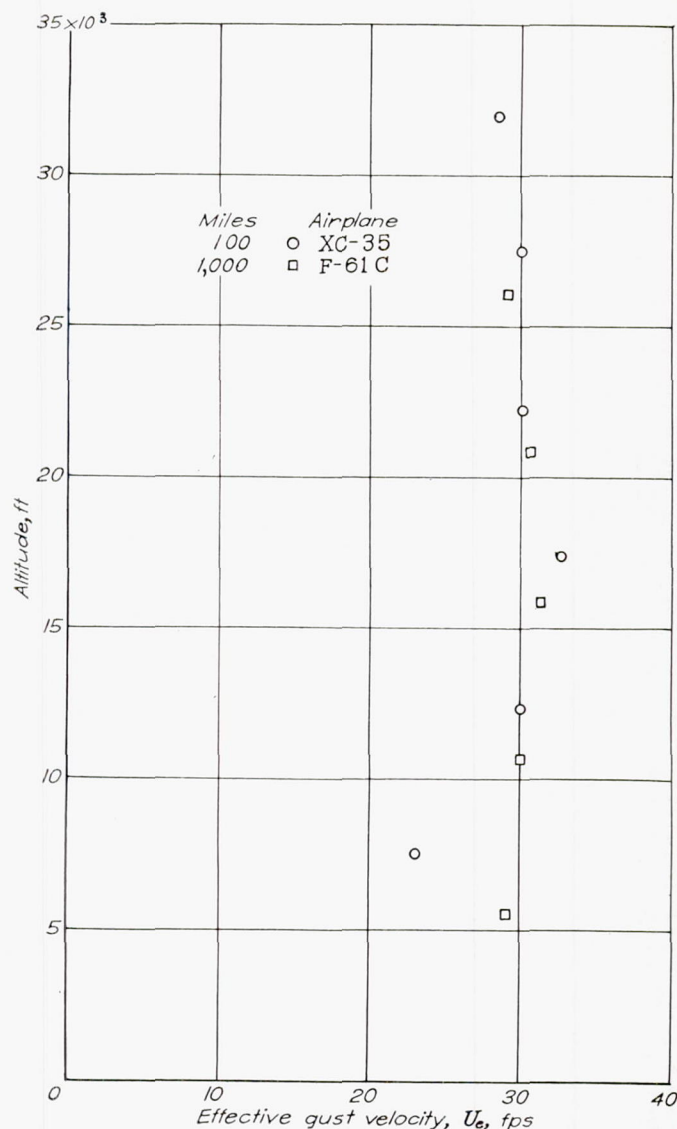 35×10³
30
Miles Airplane
100 ○ XC-35
1,000 □ F-61C
25
20
Altitude, ft
15
10
5
0 10 20 30 40
Effective gust velocity, Uₑ, fps